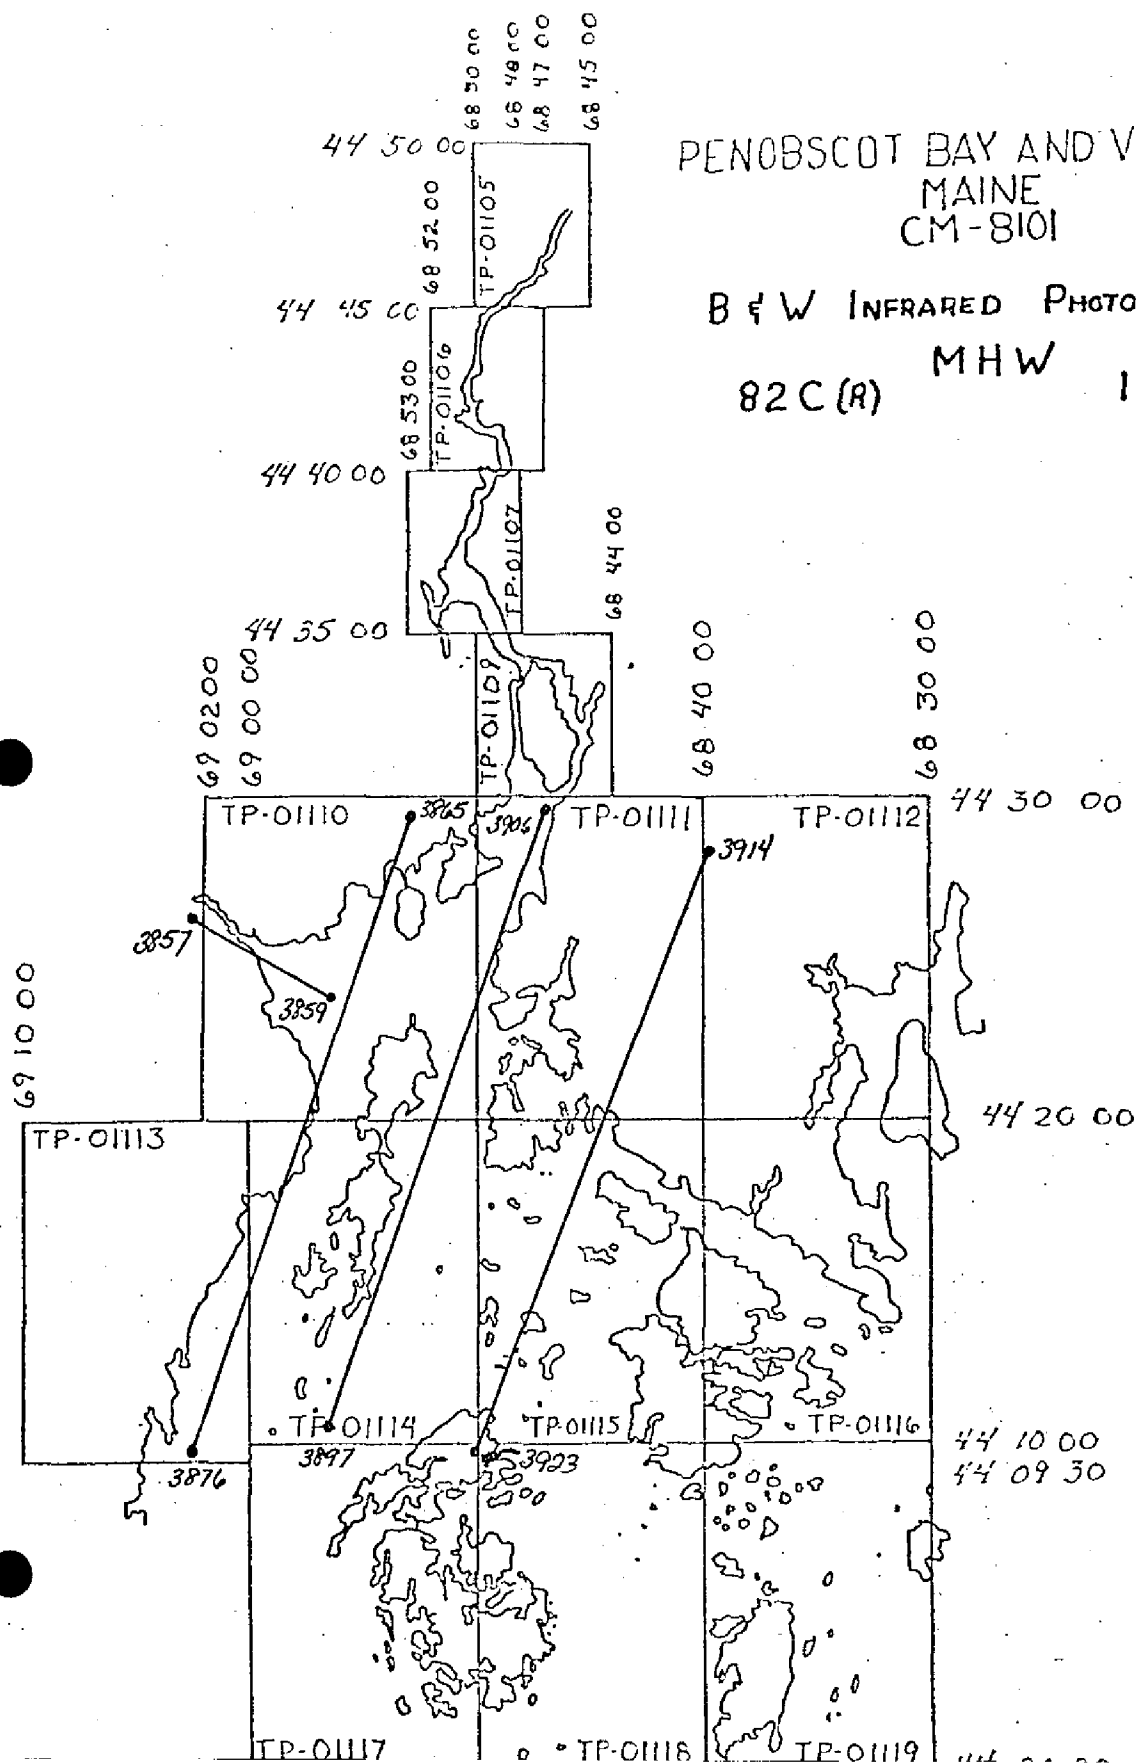 68 50 00
68 48 00
68 47 00
68 45 00
44 50 00
PENOBSCOT BAY AND V
MAINE
CM-8101
68 52 00
TP-01105
44 45 00
B & W INFRARED PHOTO
MHW
82C(R)
1
68 53 00
TP-01106
44 40 00
TP-01107
68 44 00
44 35 00
69 02 00
69 00 00
TP-01109
68 40 00
68 30 00
44 30 00
TP-01110
3865
3906
TP-01111
TP-01112
3914
3857
3859
69 10 00
44 20 00
TP-01113
TP-01114
TP-01115
TP-01116
44 10 00
3876
3897
3923
44 09 30
TP-01117
TP-01118
TP-01119